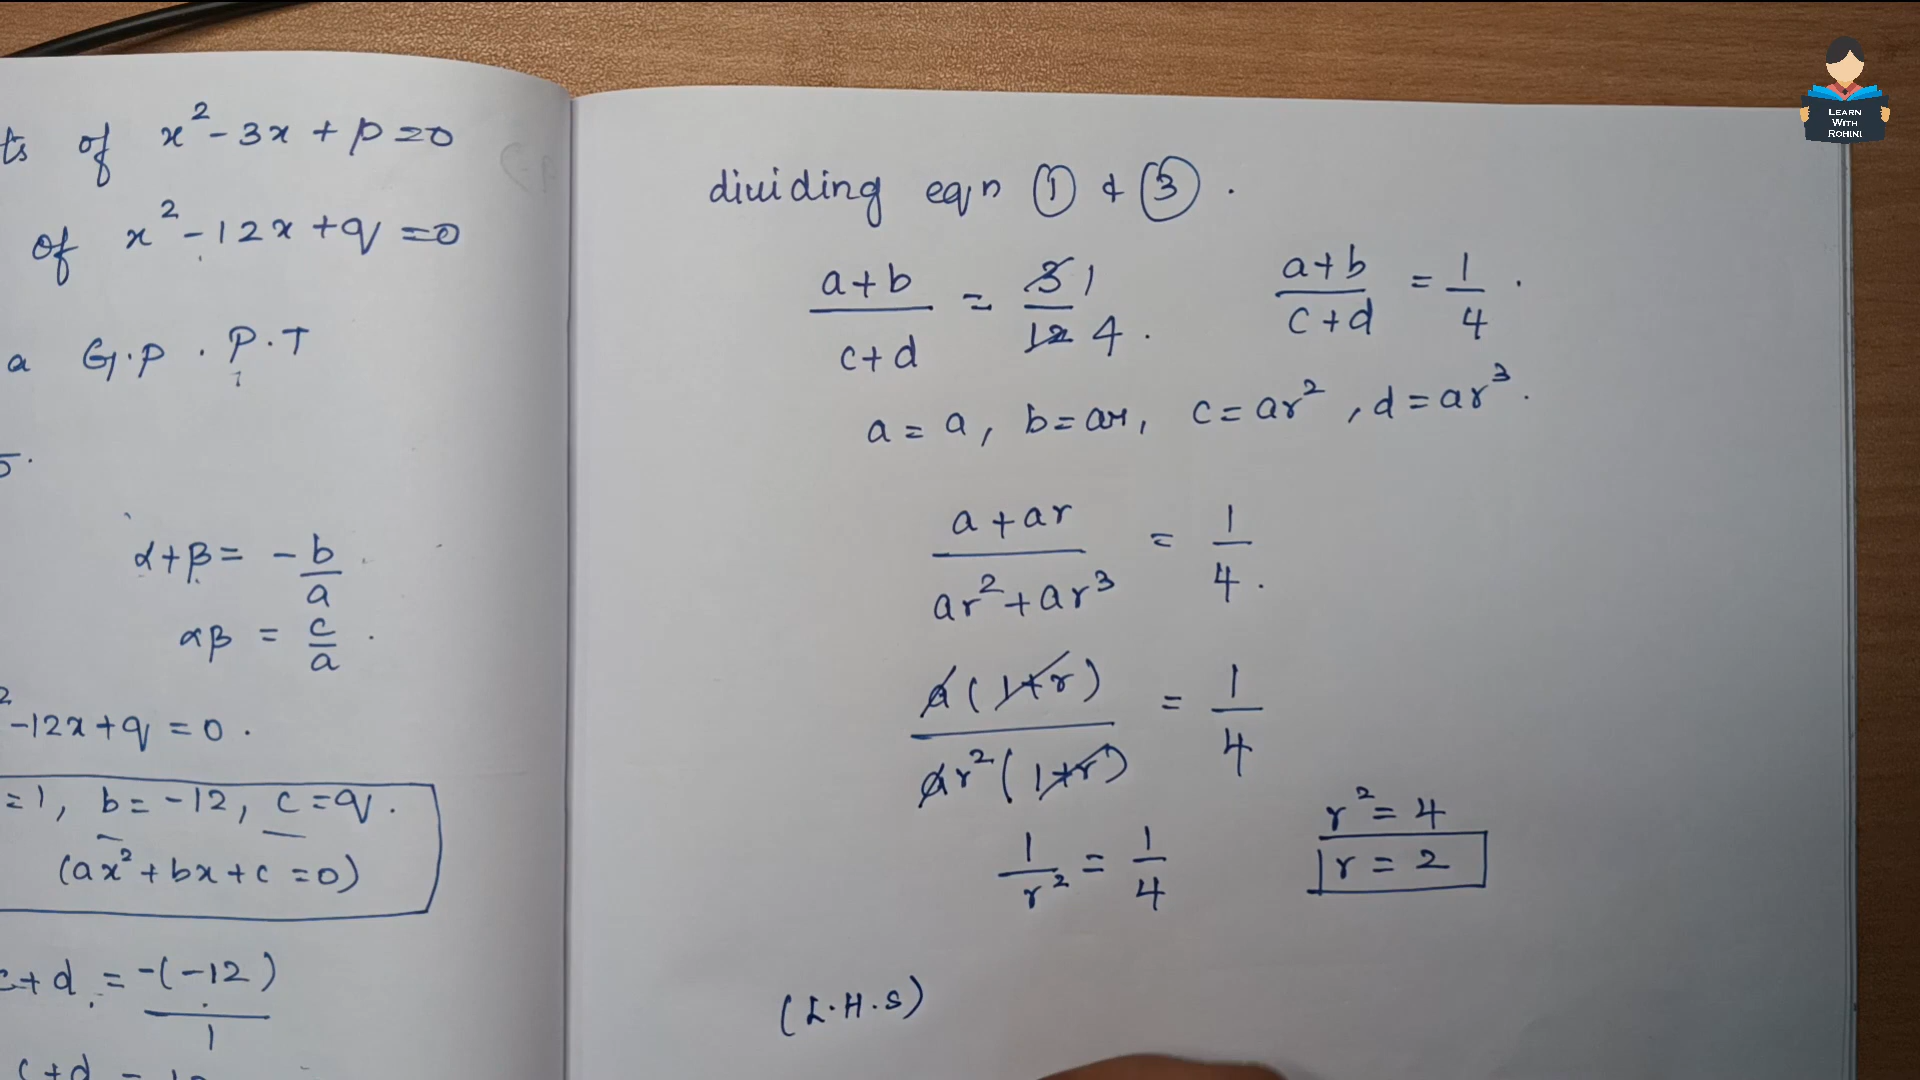 ts of x²-3x+p=0
of x²-12x+q=0
a G.P. P.T
5.
α+β= -b/a
αβ = c/a.
²-12x+q=0.
=1, b=-12, c=q.
(ax²+bx+c=0)
c+d = -(-12)/1
c+d =
dividing eqn ① & ③.
a+b/c+d = 3/12 1/4. a+b/c+d = 1/4.
a=a, b=ar, c=ar², d=ar³.
a+ar/ar²+ar³ = 1/4.
a(1+r)/ar²(1+r) = 1/4
1/r² = 1/4
r²=4
r=2
(L.H.S)
LEARN
WITH
ROHINI